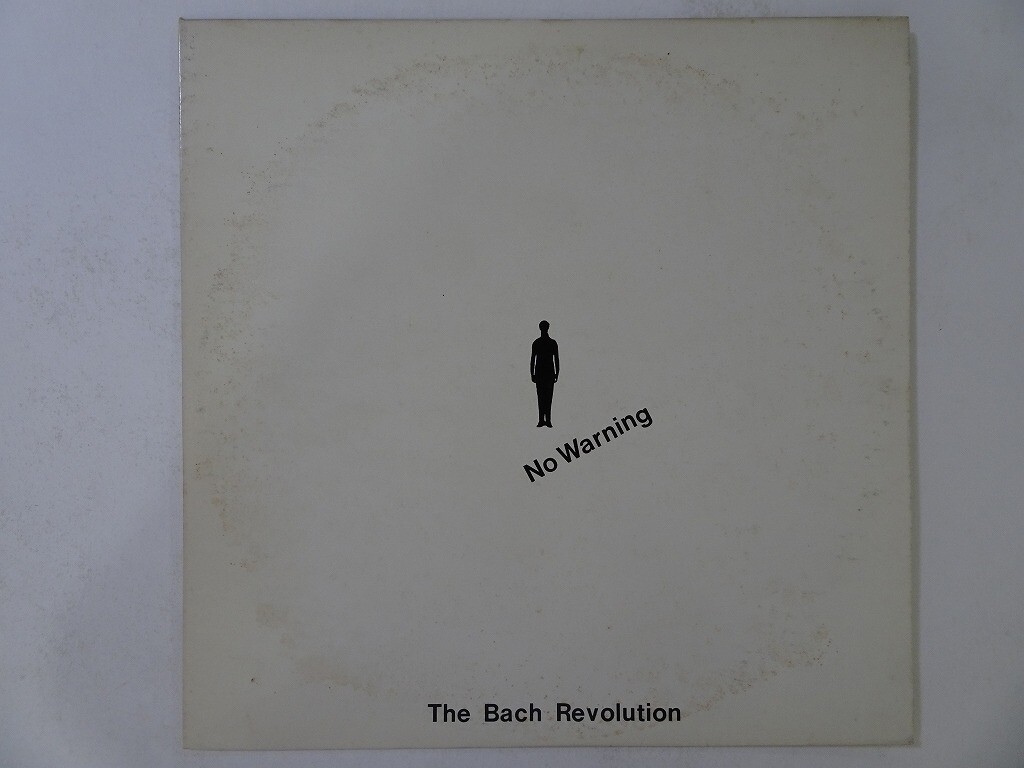 No Warning
The Bach Revolution